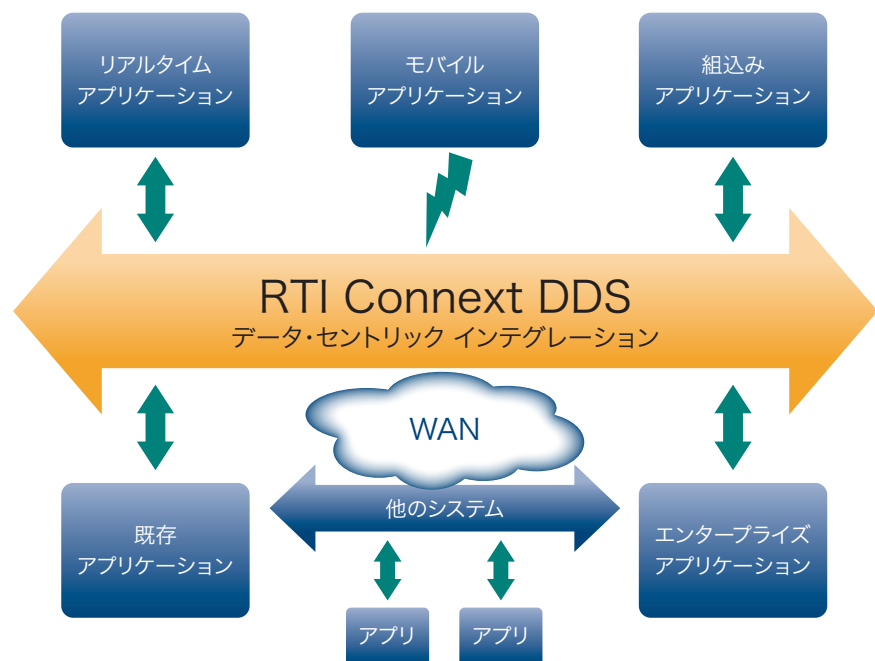 リアルタイム
アプリケーション
モバイル
アプリケーション
組込み
アプリケーション
RTI Connext DDS
データ・セントリック インテグレーション
WAN
他のシステム
既存
アプリケーション
エンタープライズ
アプリケーション
アプリ
アプリ